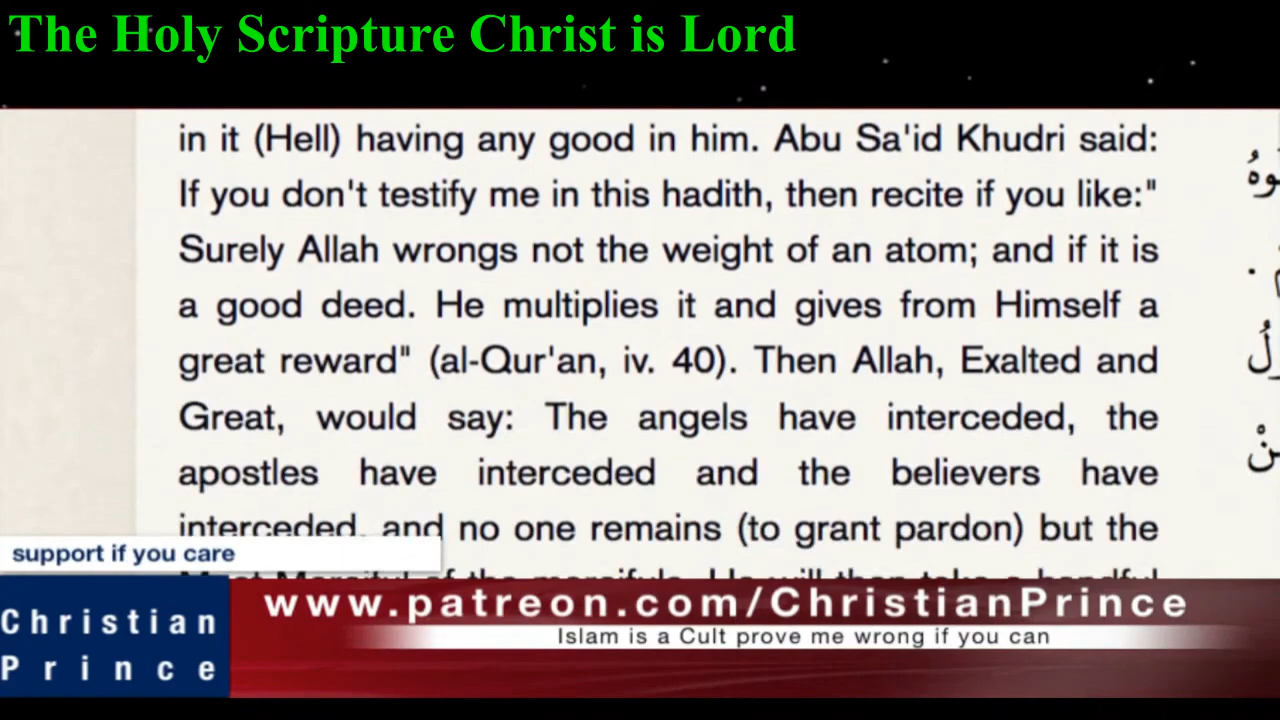 The Holy Scripture Christ is Lord
in it (Hell) having any good in him. Abu Sa'id Khudri said:
If you don't testify me in this hadith, then recite if you like:"
Surely Allah wrongs not the weight of an atom; and if it is
a good deed. He multiplies it and gives from Himself a
great reward" (al-Qur'an, iv. 40). Then Allah, Exalted and
Great, would say: The angels have interceded, the
apostles have interceded and the believers have
interceded, and no one remains (to grant pardon) but the
support if you care
Christian
Prince
www.patreon.com/ChristianPrince
Islam is a Cult prove me wrong if you can